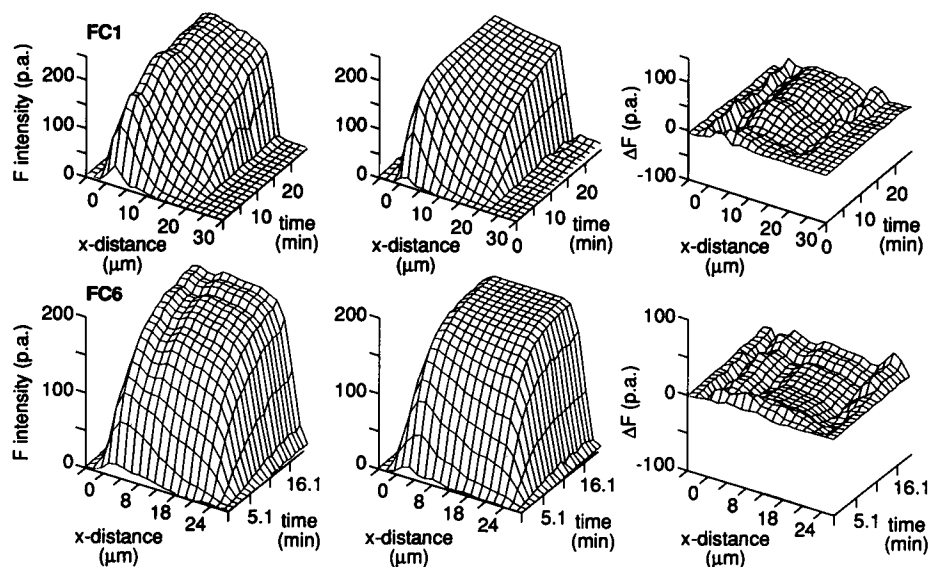 FC1
F intensity (p.a.)
200
100
0
0
10
20
30
x-distance
(µm)
10
20
time
(min)
200
100
0
0
10
20
30
x-distance
(µm)
0
10
20
time
(min)
ΔF (p.a.)
100
0
-100
0
10
20
30
x-distance
(µm)
0
10
20
time
(min)
FC6
F intensity (p.a.)
200
100
0
0
8
18
24
x-distance
(µm)
5.1
16.1
time
(min)
200
100
0
0
8
18
24
x-distance
(µm)
5.1
16.1
time
(min)
ΔF (p.a.)
100
0
-100
0
8
18
24
x-distance
(µm)
5.1
16.1
time
(min)